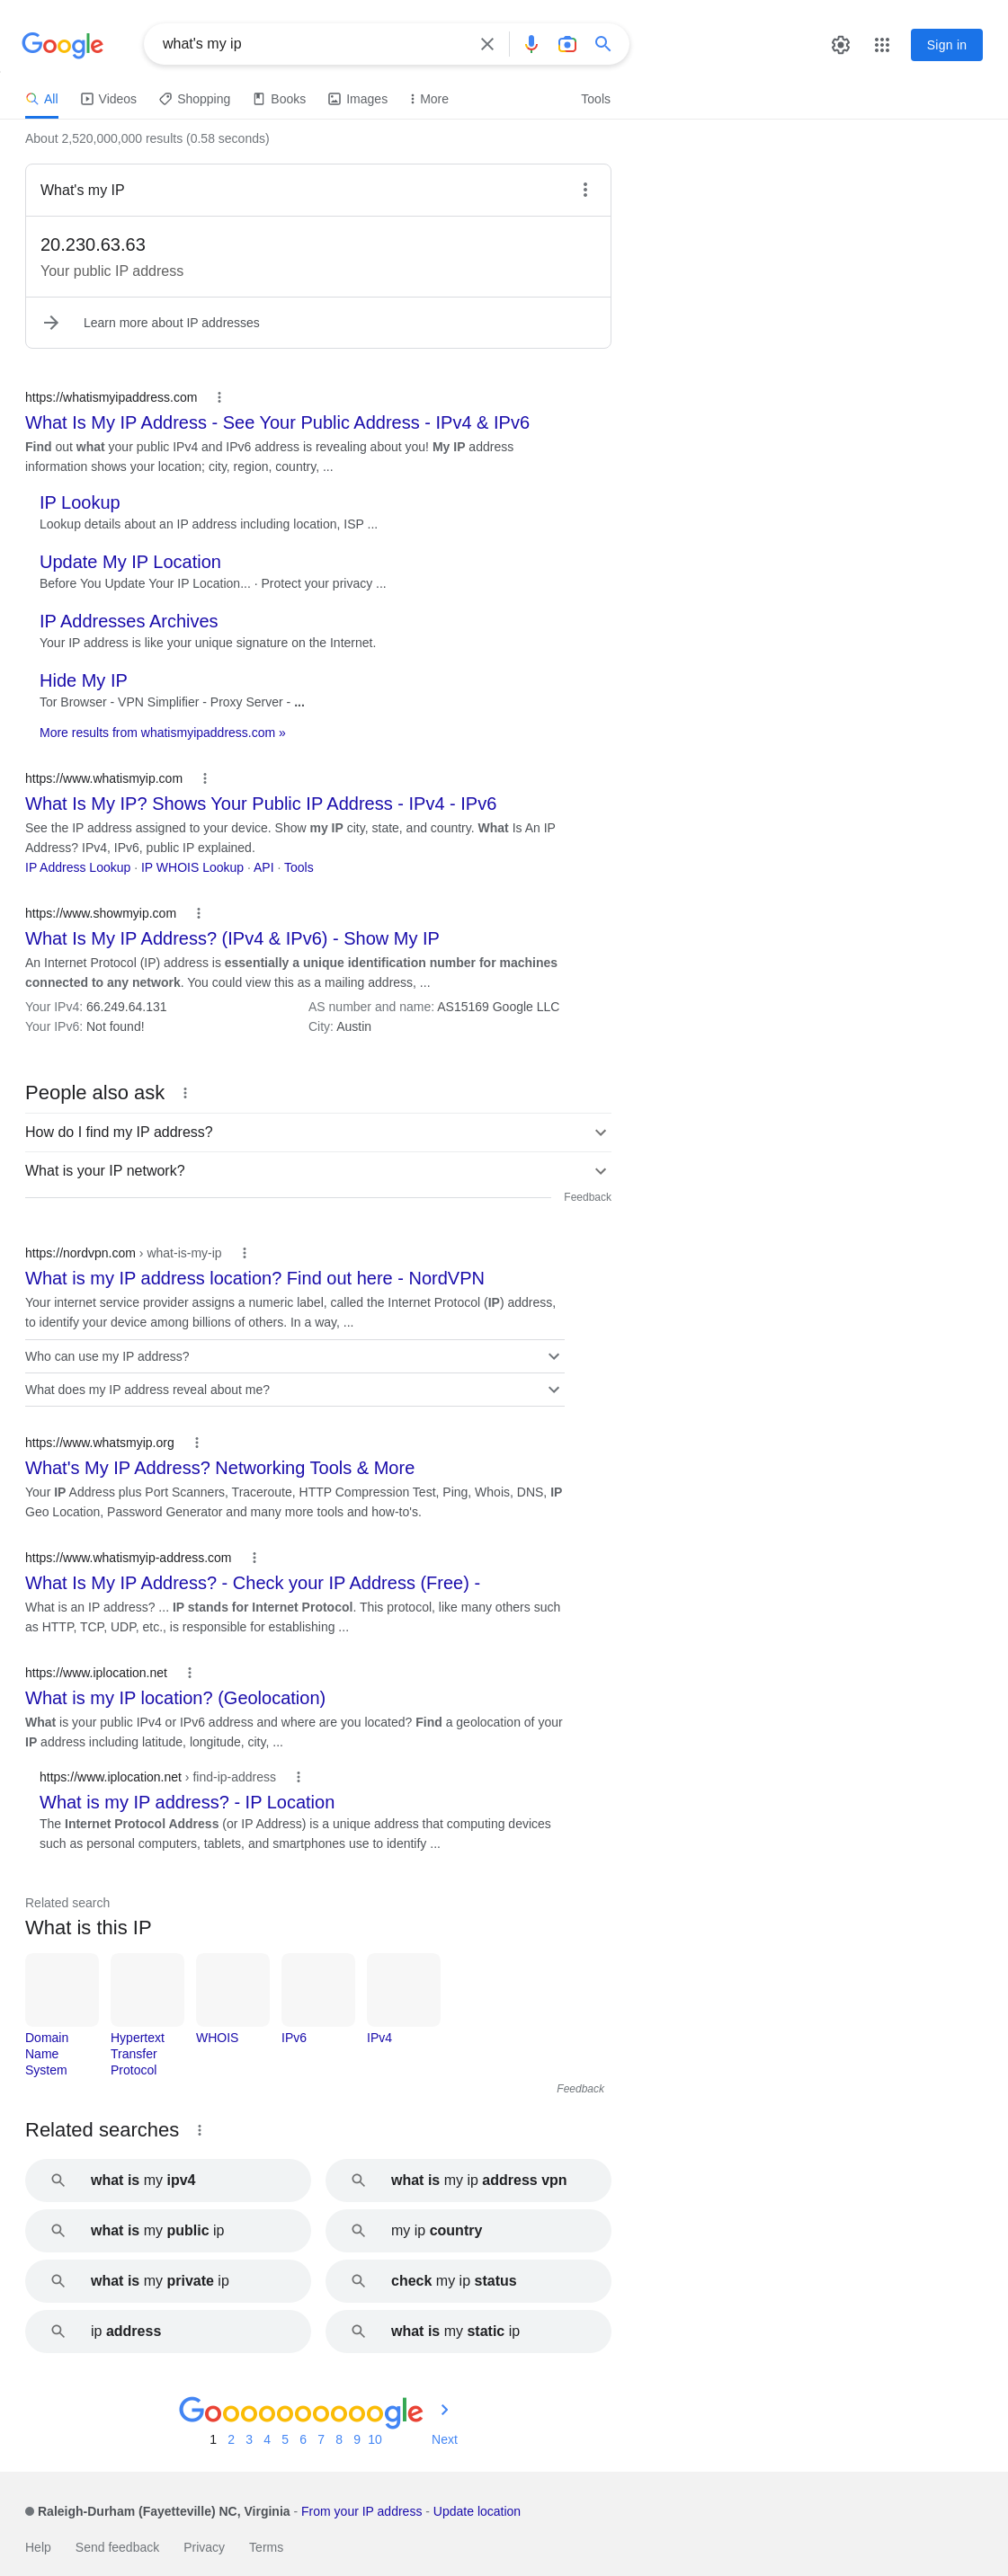 Google
what's my ip
Sign in
All
Videos
Shopping
Books
Images
More
Tools
About 2,520,000,000 results (0.58 seconds)
What's my IP
20.230.63.63
Your public IP address
Learn more about IP addresses
https://whatismyipaddress.com
What Is My IP Address - See Your Public Address - IPv4 & IPv6
Find out what your public IPv4 and IPv6 address is revealing about you! My IP address
information shows your location; city, region, country, ...
IP Lookup
Lookup details about an IP address including location, ISP ...
Update My IP Location
Before You Update Your IP Location... · Protect your privacy ...
IP Addresses Archives
Your IP address is like your unique signature on the Internet.
Hide My IP
Tor Browser - VPN Simplifier - Proxy Server - ...
More results from whatismyipaddress.com »
https://www.whatismyip.com
What Is My IP? Shows Your Public IP Address - IPv4 - IPv6
See the IP address assigned to your device. Show my IP city, state, and country. What Is An IP
Address? IPv4, IPv6, public IP explained.
IP Address Lookup · IP WHOIS Lookup · API · Tools
https://www.showmyip.com
What Is My IP Address? (IPv4 & IPv6) - Show My IP
An Internet Protocol (IP) address is essentially a unique identification number for machines
connected to any network. You could view this as a mailing address, ...
Your IPv4: 66.249.64.131
AS number and name: AS15169 Google LLC
Your IPv6: Not found!
City: Austin
People also ask
How do I find my IP address?
What is your IP network?
Feedback
https://nordvpn.com › what-is-my-ip
What is my IP address location? Find out here - NordVPN
Your internet service provider assigns a numeric label, called the Internet Protocol (IP) address,
to identify your device among billions of others. In a way, ...
Who can use my IP address?
What does my IP address reveal about me?
https://www.whatsmyip.org
What's My IP Address? Networking Tools & More
Your IP Address plus Port Scanners, Traceroute, HTTP Compression Test, Ping, Whois, DNS, IP
Geo Location, Password Generator and many more tools and how-to's.
https://www.whatismyip-address.com
What Is My IP Address? - Check your IP Address (Free) -
What is an IP address? ... IP stands for Internet Protocol. This protocol, like many others such
as HTTP, TCP, UDP, etc., is responsible for establishing ...
https://www.iplocation.net
What is my IP location? (Geolocation)
What is your public IPv4 or IPv6 address and where are you located? Find a geolocation of your
IP address including latitude, longitude, city, ...
https://www.iplocation.net › find-ip-address
What is my IP address? - IP Location
The Internet Protocol Address (or IP Address) is a unique address that computing devices
such as personal computers, tablets, and smartphones use to identify ...
Related search
What is this IP
Domain
Name
System
Hypertext
Transfer
Protocol
WHOIS
IPv6
IPv4
Feedback
Related searches
what is my ipv4
what is my ip address vpn
what is my public ip
my ip country
what is my private ip
check my ip status
ip address
what is my static ip
Goooooooooogle
1 2 3 4 5 6 7 8 9 10 Next
Raleigh-Durham (Fayetteville) NC, Virginia - From your IP address - Update location
Help
Send feedback
Privacy
Terms